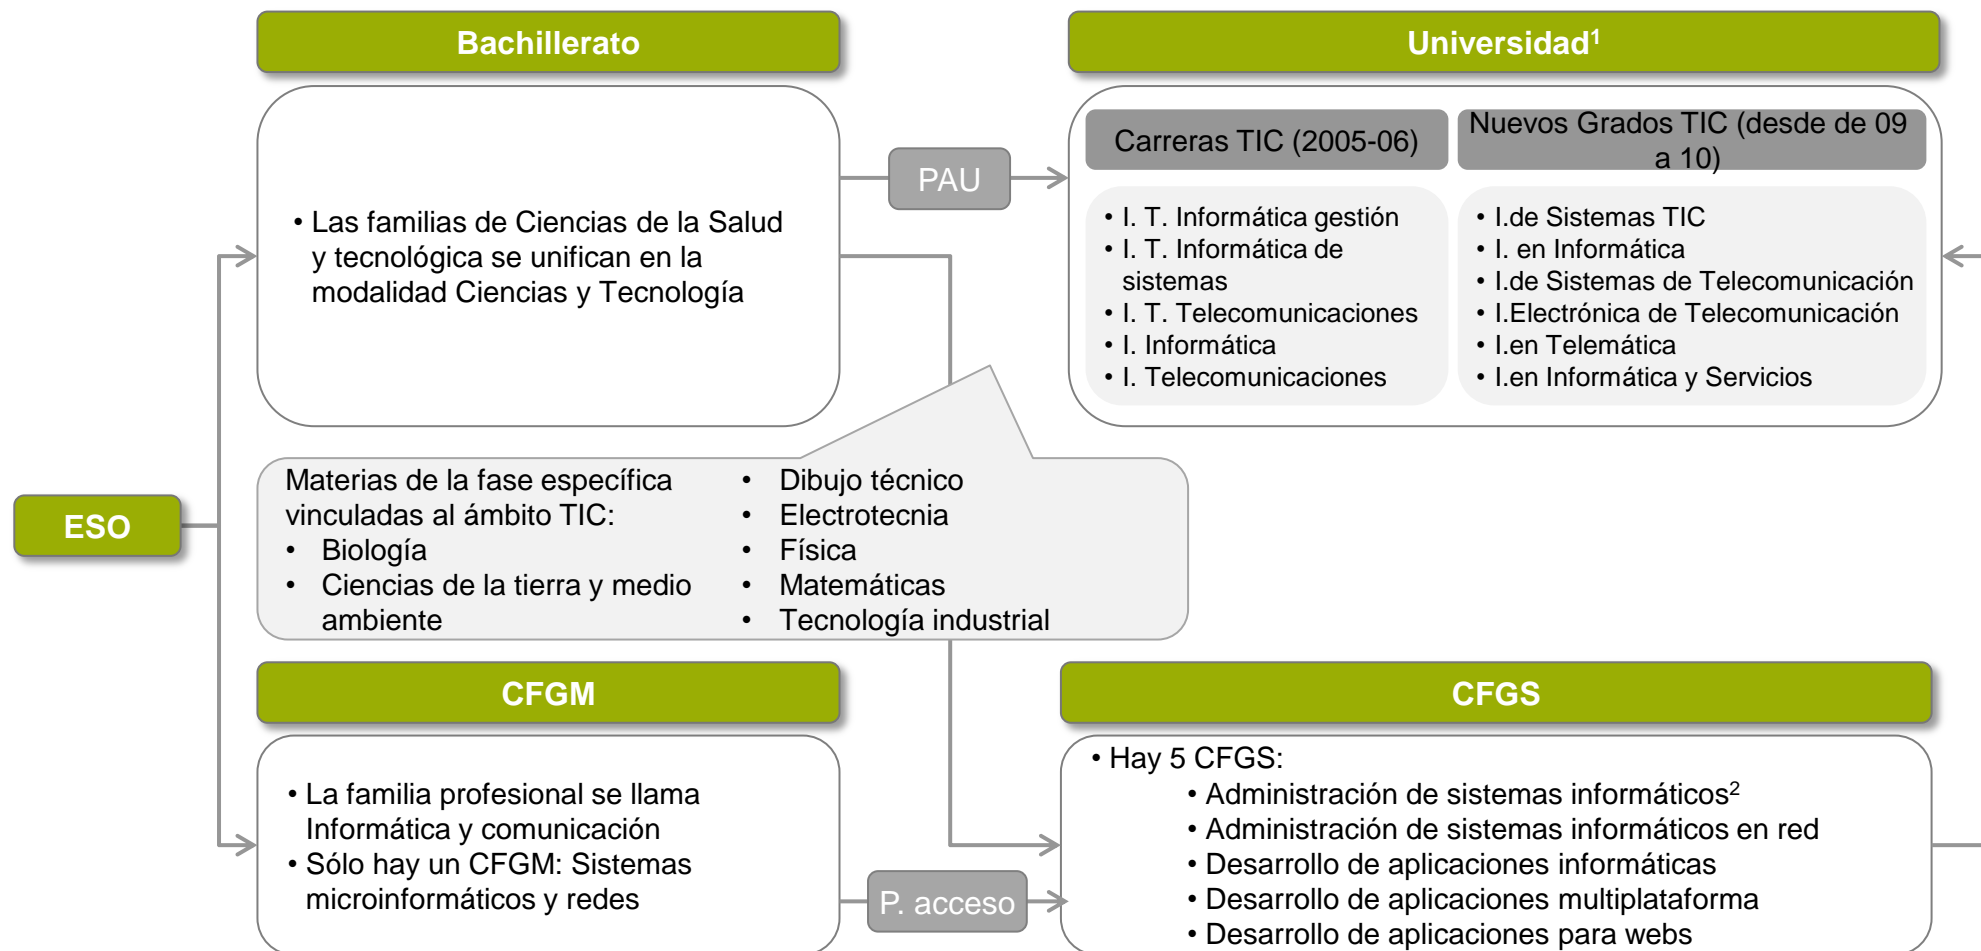 Bachillerato
Universidad¹
Carreras TIC (2005-06)
Nuevos Grados TIC (desde de 09
a 10)
PAU
• Las familias de Ciencias de la Salud
y tecnológica se unifican en la
modalidad Ciencias y Tecnología
• I. T. Informática gestión
• I. T. Informática de
sistemas
• I. T. Telecomunicaciones
• I. Informática
• I. Telecomunicaciones
• I.de Sistemas TIC
• I. en Informática
• I.de Sistemas de Telecomunicación
• I.Electrónica de Telecomunicación
• I.en Telemática
• I.en Informática y Servicios
ESO
Materias de la fase específica
vinculadas al ámbito TIC:
• Biología
• Ciencias de la tierra y medio
ambiente
• Dibujo técnico
• Electrotecnia
• Física
• Matemáticas
• Tecnología industrial
CFGM
CFGS
• La familia profesional se llama
Informática y comunicación
• Sólo hay un CFGM: Sistemas
microinformáticos y redes
P. acceso
• Hay 5 CFGS:
• Administración de sistemas informáticos²
• Administración de sistemas informáticos en red
• Desarrollo de aplicaciones informáticas
• Desarrollo de aplicaciones multiplataforma
• Desarrollo de aplicaciones para webs